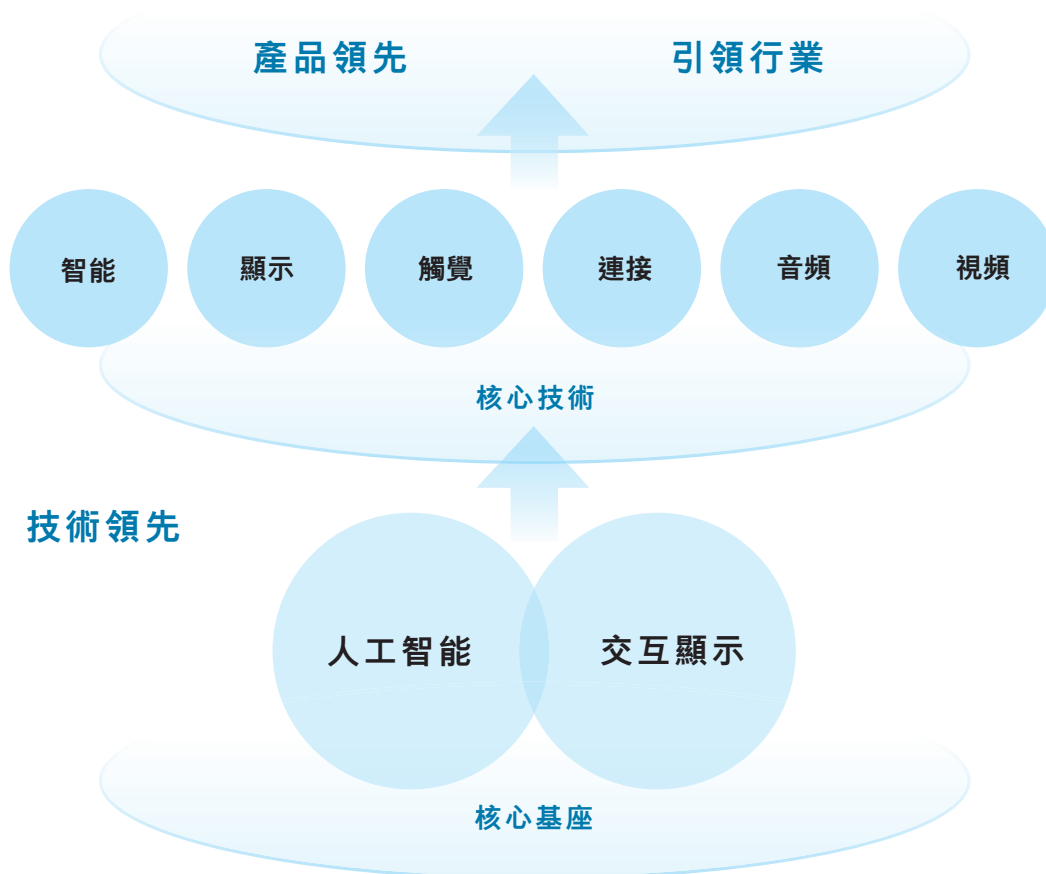 產品領先
引領行業
智能
顯示
觸覺
連接
音頻
視頻
核心技術
技術領先
人工智能
交互顯示
核心基座